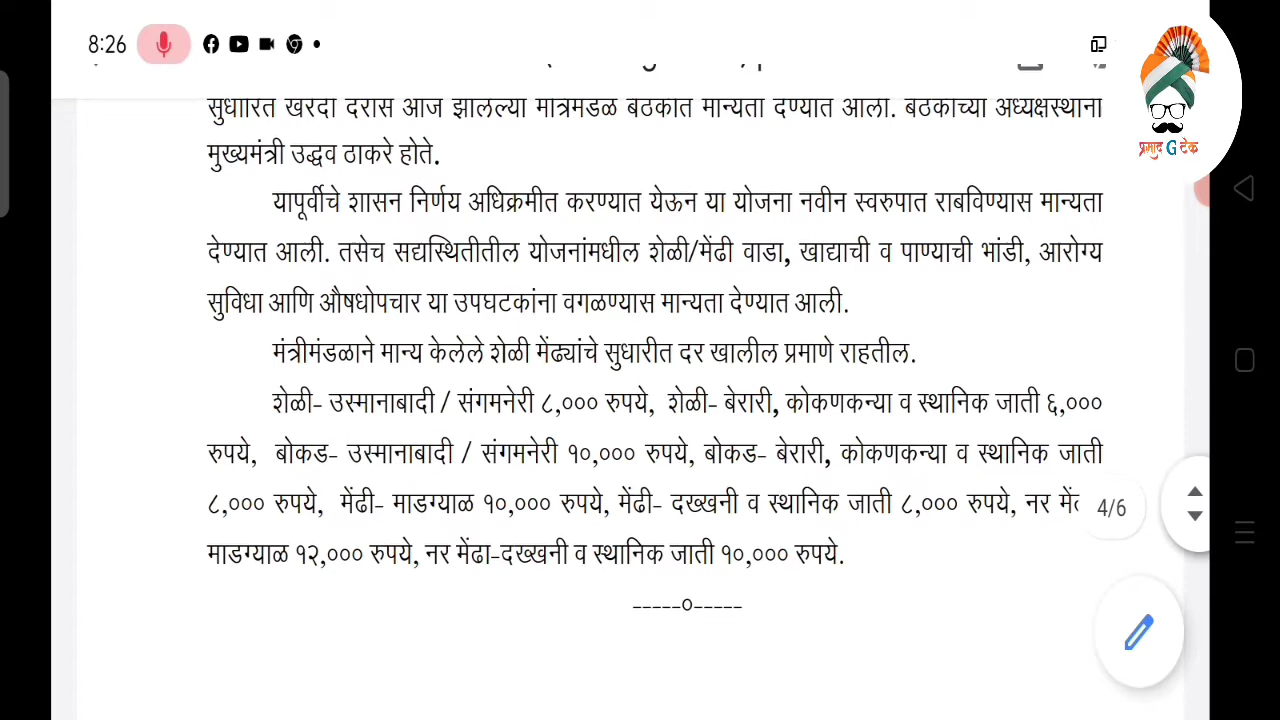 8:26
सुधारित खरेदी दरास आज झालेल्या मंत्रिमंडळ बैठकीत मान्यता देण्यात आली. बैठकीच्या अध्यक्षस्थानी
मुख्यमंत्री उद्धव ठाकरे होते.
यापूर्वीचे शासन निर्णय अधिक्रमीत करण्यात येऊन या योजना नवीन स्वरुपात राबविण्यास मान्यता
देण्यात आली. तसेच सद्यस्थितीतील योजनांमधील शेळी/मेंढी वाडा, खाद्याची व पाण्याची भांडी, आरोग्य
सुविधा आणि औषधोपचार या उपघटकांना वगळण्यास मान्यता देण्यात आली.
मंत्रीमंडळाने मान्य केलेले शेळी मेंढ्यांचे सुधारीत दर खालील प्रमाणे राहतील.
शेळी- उस्मानाबादी / संगमनेरी ८,००० रुपये, शेळी- बेरारी, कोकणकन्या व स्थानिक जाती ६,०००
रुपये, बोकड- उस्मानाबादी / संगमनेरी १०,००० रुपये, बोकड- बेरारी, कोकणकन्या व स्थानिक जाती
८,००० रुपये, मेंढी- माडग्याळ १०,००० रुपये, मेंढी- दख्खनी व स्थानिक जाती ८,००० रुपये, नर
माडग्याळ १२,००० रुपये, नर मेंढा-दख्खनी व स्थानिक जाती १०,००० रुपये.
-----०-----
4/6
प्रमाद G टेक